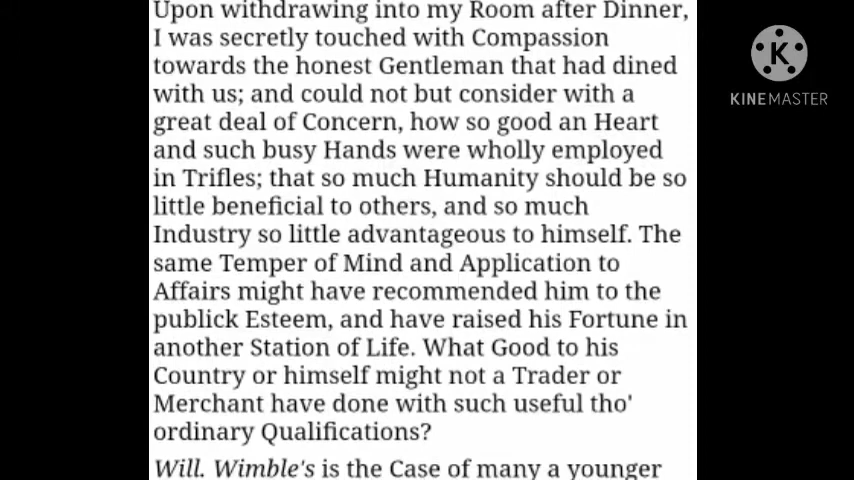 Upon withdrawing into my Room after Dinner,
I was secretly touched with Compassion
towards the honest Gentleman that had dined
with us; and could not but consider with a
great deal of Concern, how so good an Heart
and such busy Hands were wholly employed
in Trifles; that so much Humanity should be so
little beneficial to others, and so much
Industry so little advantageous to himself. The
same Temper of Mind and Application to
Affairs might have recommended him to the
publick Esteem, and have raised his Fortune in
another Station of Life. What Good to his
Country or himself might not a Trader or
Merchant have done with such useful tho'
ordinary Qualifications?
Will. Wimble's is the Case of many a younger
K
KINEMASTER